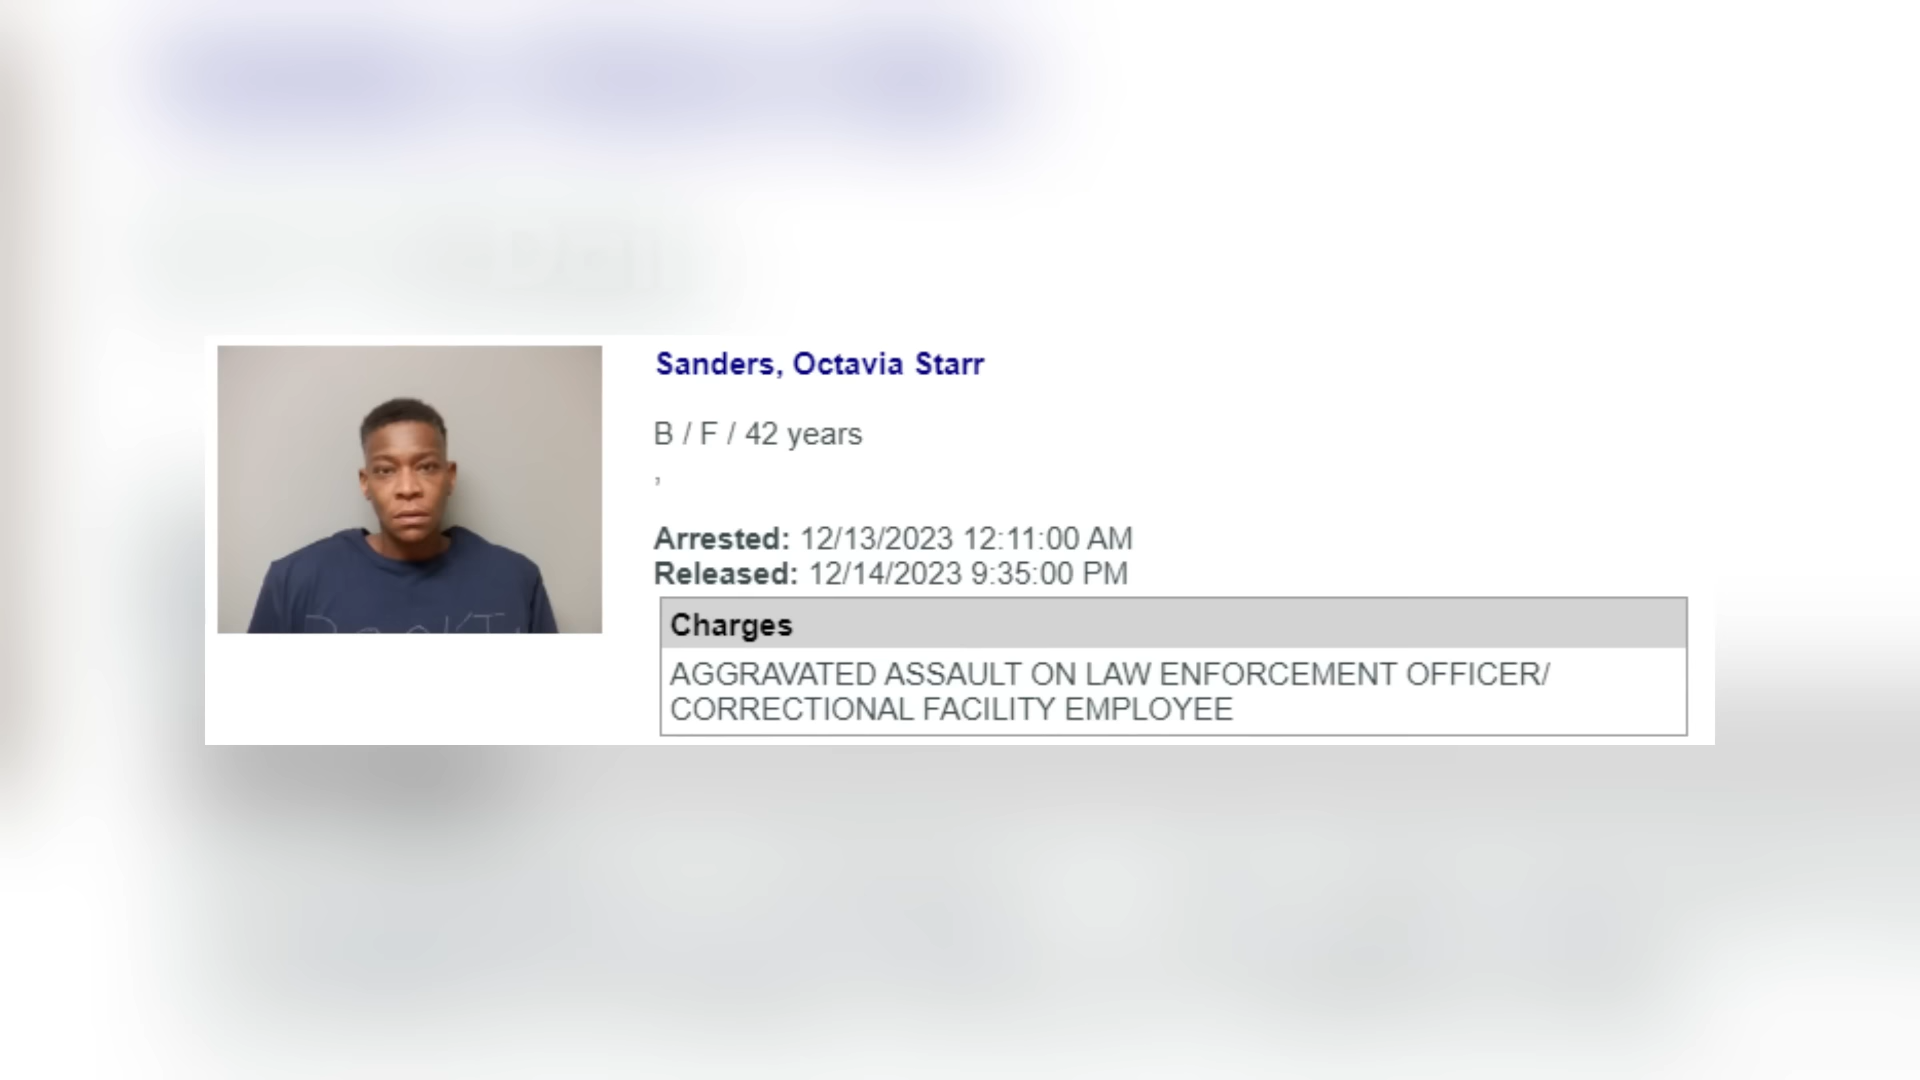 Sanders, Octavia Starr
B / F / 42 years
,
Arrested: 12/13/2023 12:11:00 AM
Released: 12/14/2023 9:35:00 PM
Charges
AGGRAVATED ASSAULT ON LAW ENFORCEMENT OFFICER/
CORRECTIONAL FACILITY EMPLOYEE